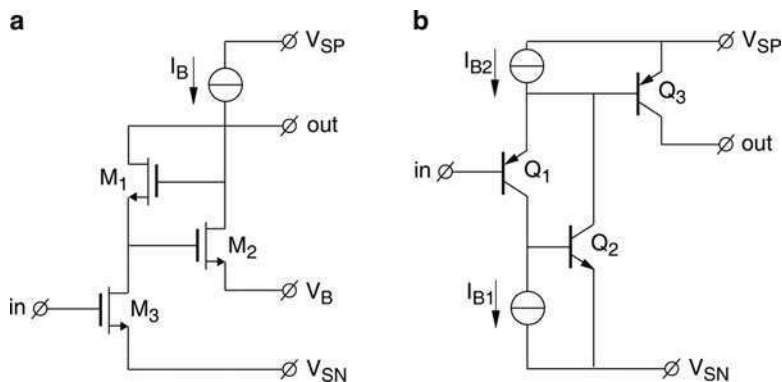 a
V_SP
I_B
out
M_1
M_2
in
M_3
V_B
V_SN
b
V_SP
I_B2
Q_3
out
in
Q_1
Q_2
I_B1
V_SN